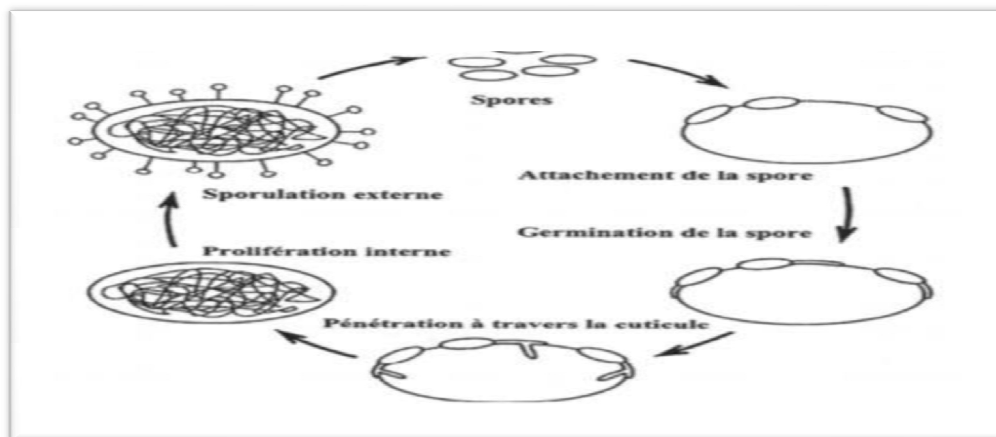 Spores
Attachement de la spore
Sporulation externe
Germination de la spore
Prolifération interne
Pénétration à travers la cuticule